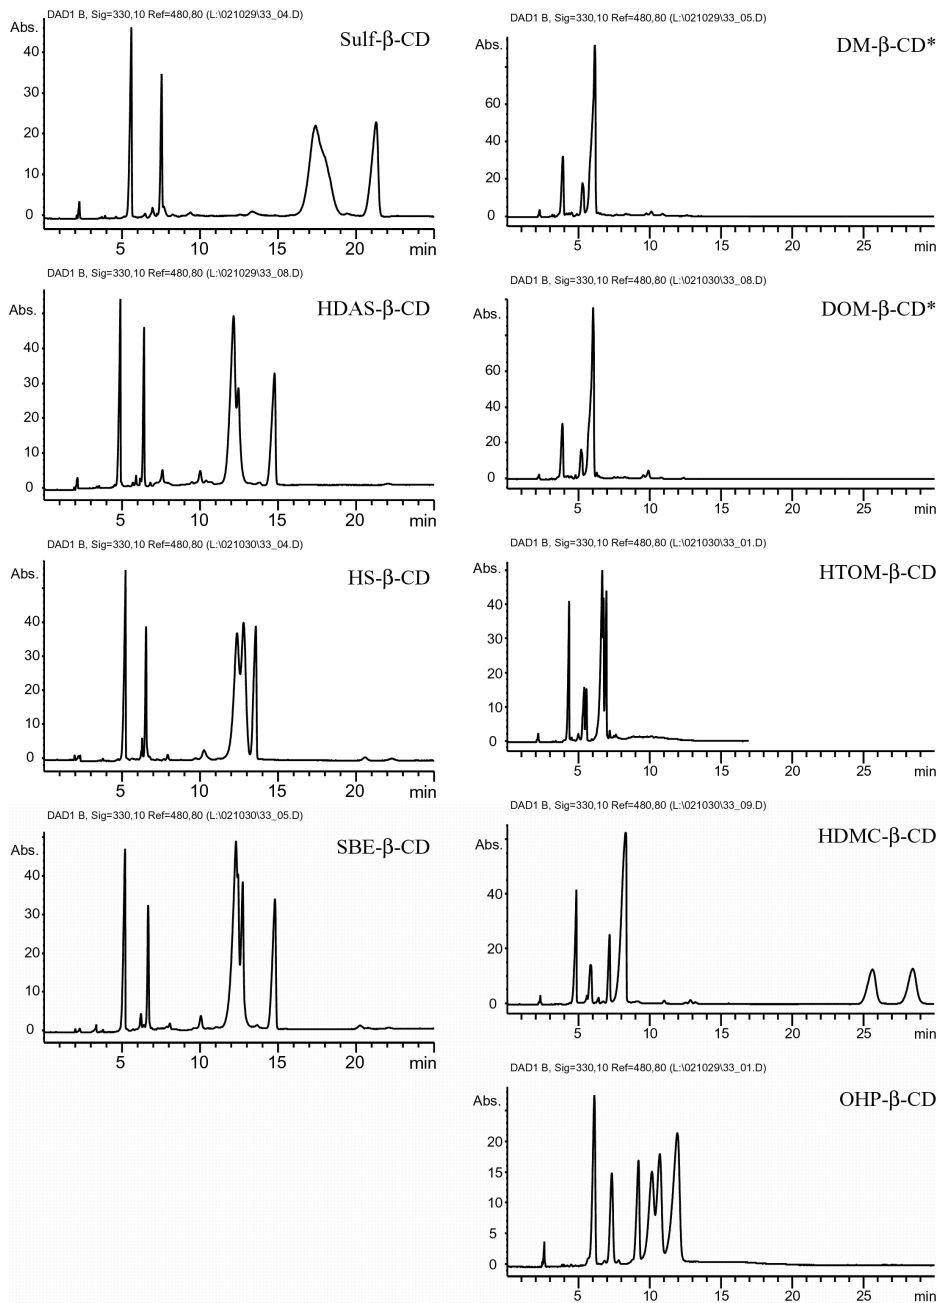 DAD1 B, Sig=330,10 Ref=480,80 (L:\021029\33_04.D)
Abs.
Sulf-β-CD
40
30
20
10
0
5 10 15 20 min
DAD1 B, Sig=330,10 Ref=480,80 (L:\021029\33_08.D)
Abs.
HDAS-β-CD
40
30
20
10
0
5 10 15 20 min
DAD1 B, Sig=330,10 Ref=480,80 (L:\021030\33_04.D)
Abs.
HS-β-CD
40
30
20
10
0
5 10 15 20 min
DAD1 B, Sig=330,10 Ref=480,80 (L:\021030\33_05.D)
Abs.
SBE-β-CD
40
30
20
10
0
5 10 15 20 min
DAD1 B, Sig=330,10 Ref=480,80 (L:\021029\33_05.D)
Abs.
DM-β-CD*
60
40
20
0
5 10 15 20 25 min
DAD1 B, Sig=330,10 Ref=480,80 (L:\021030\33_08.D)
Abs.
DOM-β-CD*
60
40
20
0
5 10 15 20 25 min
DAD1 B, Sig=330,10 Ref=480,80 (L:\021030\33_01.D)
Abs.
HTOM-β-CD
40
30
20
10
0
5 10 15 20 25 min
DAD1 B, Sig=330,10 Ref=480,80 (L:\021030\33_09.D)
Abs.
HDMC-β-CD
40
20
0
5 10 15 20 25 min
DAD1 B, Sig=330,10 Ref=480,80 (L:\021029\33_01.D)
Abs.
OHP-β-CD
20
15
10
5
0
5 10 15 20 25 min